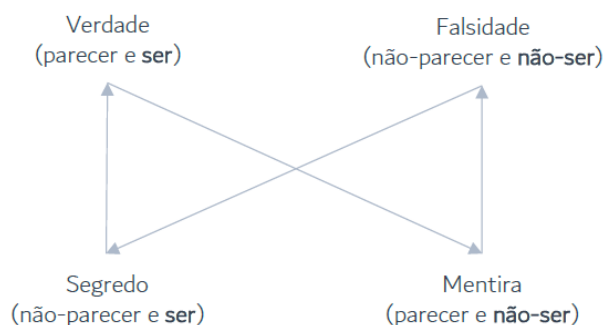 Verdade
(parecer e ser)
Falsidade
(não-parecer e não-ser)
Segredo
(não-parecer e ser)
Mentira
(parecer e não-ser)